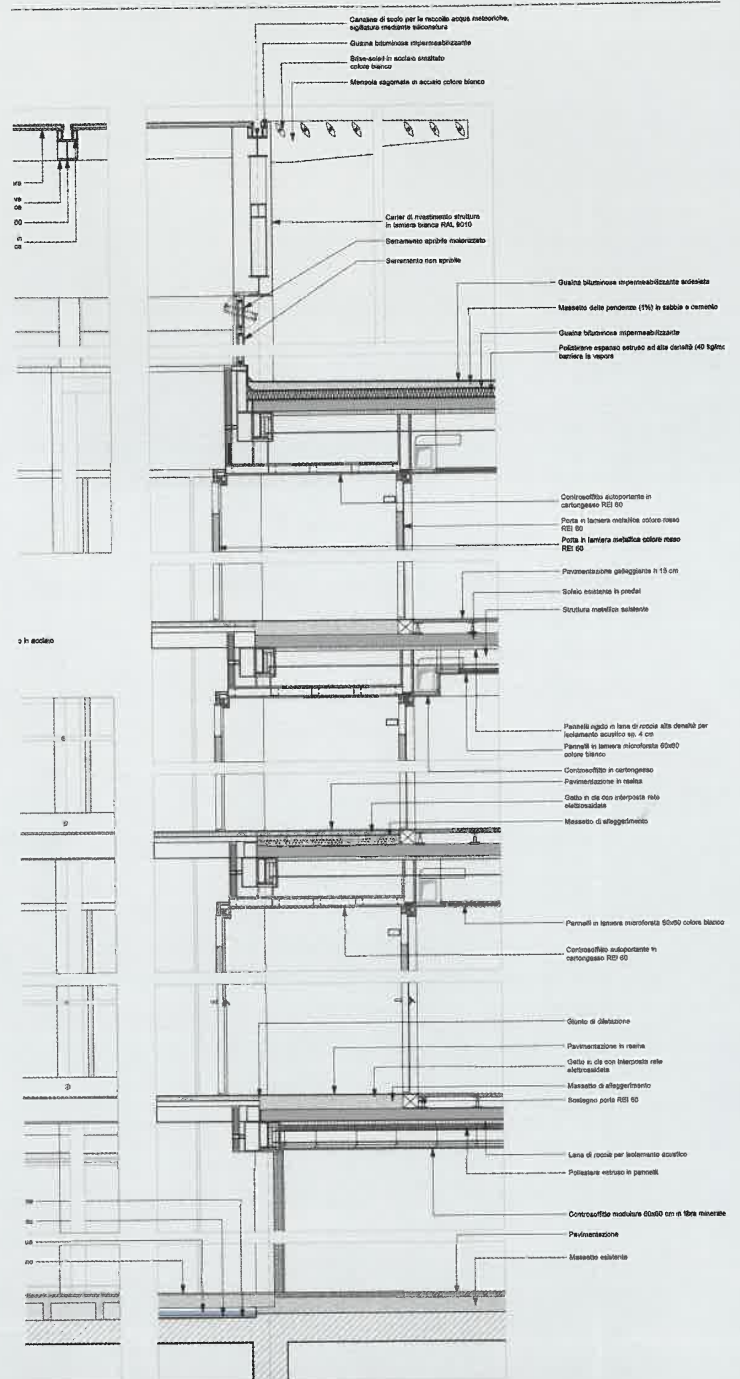 Canaline di scolo per la raccolta acque meteoriche,
sigillatura mediante siliconatura
Guaina bituminosa impermeabilizzante
Brise-soleil in acciaio smaltato
colore bianco
Mensola sagomata in acciaio colore bianco
Carter di rivestimento struttura
in lamiera bianca RAL 9010
Serramento apribile motorizzato
Serramento non apribile
Guaina bituminosa impermeabilizzante ardesiata
Massetto delle pendenze (1%) in sabbia e cemento
Guaina bituminosa impermeabilizzante
Polistirene espanso estruso ad alta densità (40 kg/mc
barriera la vapore
Controsoffitto autoportante in
cartongesso REI 60
Porta in lamiera metallica colore rosso
REI 60
Porta in lamiera metallica colore rosso
REI 60
Pavimentazione galleggiante h 15 cm
Solaio esistente in predal
Struttura metallica esistente
o in acciaio
Pannelli rigido in lana di roccia alta densità per
isolamento acustico sp. 4 cm
Pannelli in lamiera microforata 60x60
colore bianco
Controsoffitto in cartongesso
Pavimentazione in resina
Getto in cls con interposta rete
elettrosaldata
Massetto di alleggerimento
Pannelli in lamiera microforata 60x60 colore bianco
Controsoffitto autoportante in
cartongesso REI 60
Giunto di dilatazione
Pavimentazione in resina
Getto in cls con interposta rete
elettrosaldata
Massetto di alleggerimento
Sostegno porta REI 60
Lana di roccia per isolamento acustico
Poliestere estruso in pannelli
Controsoffitto modulare 60x60 cm in fibra minerale
Pavimentazione
Massetto esistente